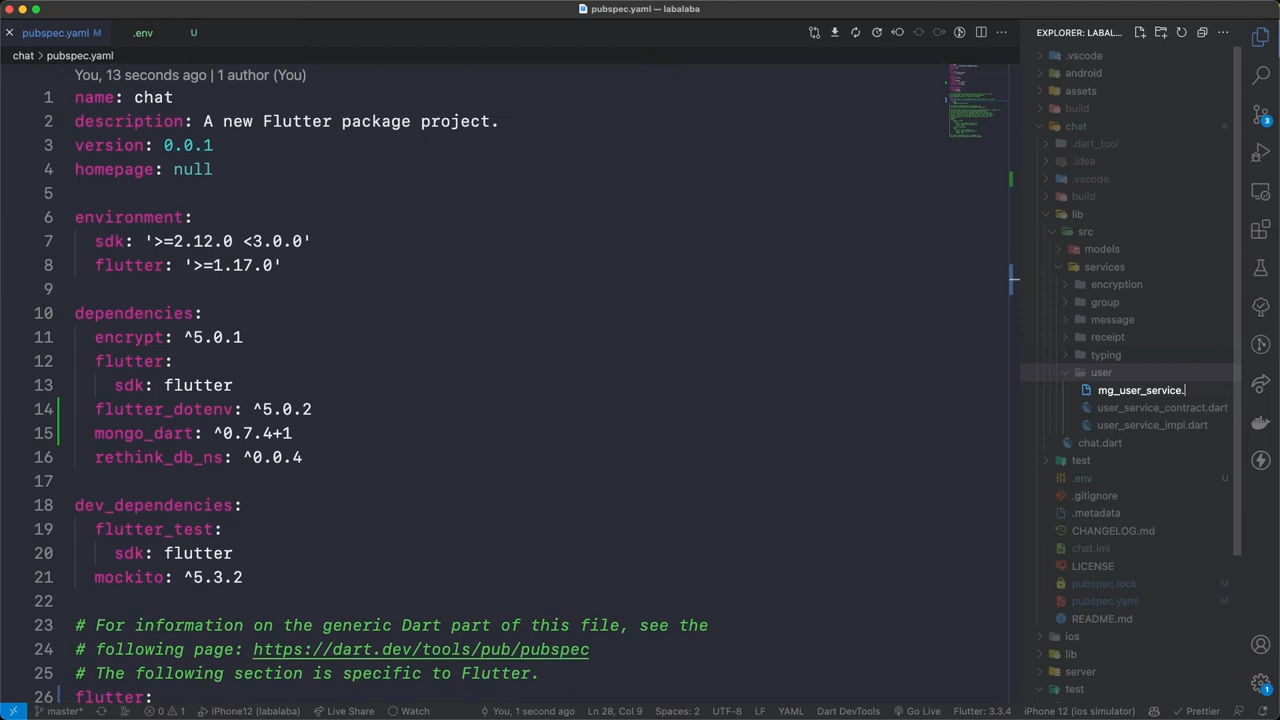 pubspec.yaml — labalaba
pubspec.yaml M
.env U
EXPLORER: LABAL...
chat > pubspec.yaml
You, 13 seconds ago | 1 author (You)
1 name: chat
2 description: A new Flutter package project.
3 version: 0.0.1
4 homepage: null
5
6 environment:
7 sdk: '>=2.12.0 <3.0.0'
8 flutter: '>=1.17.0'
9
10 dependencies:
11 encrypt: ^5.0.1
12 flutter:
13 sdk: flutter
14 flutter_dotenv: ^5.0.2
15 mongo_dart: ^0.7.4+1
16 rethink_db_ns: ^0.0.4
17
18 dev_dependencies:
19 flutter_test:
20 sdk: flutter
21 mockito: ^5.3.2
22
23 # For information on the generic Dart part of this file, see the
24 # following page: https://dart.dev/tools/pub/pubspec
25 # The following section is specific to Flutter.
26 flutter:
.vscode
android
assets
build
chat
.dart_tool
.idea
.vscode
build
lib
src
models
services
encryption
group
message
receipt
typing
user
mg_user_service.
user_service_contract.dart
user_service_impl.dart
chat.dart
test
.env U
.gitignore
.metadata
CHANGELOG.md
chat.iml
LICENSE
pubspec.lock M
pubspec.yaml M
README.md
ios
lib
server
test
3
1
master*
0 1
iPhone12 (labalaba)
Live Share
Watch
You, 1 second ago
Ln 28, Col 9
Spaces: 2
UTF-8
LF
YAML
Dart DevTools
Go Live
Flutter: 3.3.4
iPhone 12 (ios simulator)
Prettier